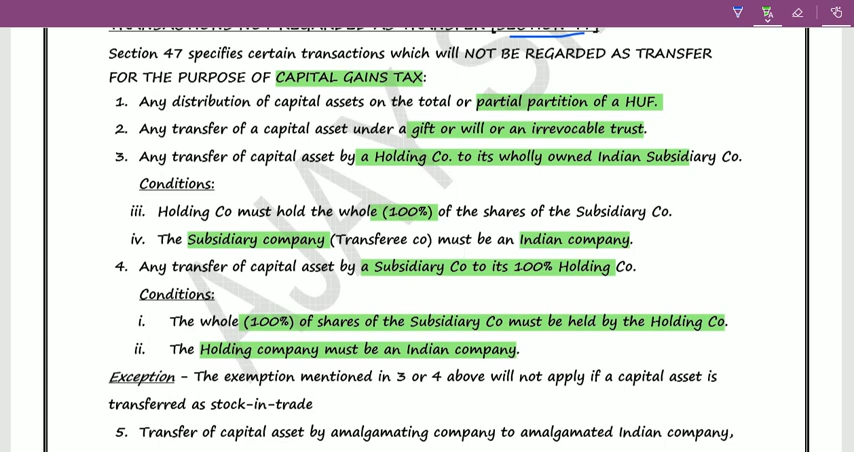 TRANSACTIONS NOT REGARDED AS TRANSFER [SECTION 47]
Section 47 specifies certain transactions which will NOT BE REGARDED AS TRANSFER
FOR THE PURPOSE OF CAPITAL GAINS TAX:
1. Any distribution of capital assets on the total or partial partition of a HUF.
2. Any transfer of a capital asset under a gift or will or an irrevocable trust.
3. Any transfer of capital asset by a Holding Co. to its wholly owned Indian Subsidiary Co.
Conditions:
iii. Holding Co must hold the whole (100%) of the shares of the Subsidiary Co.
iv. The Subsidiary company (Transferee co) must be an Indian company.
4. Any transfer of capital asset by a Subsidiary Co to its 100% Holding Co.
Conditions:
i. The whole (100%) of shares of the Subsidiary Co must be held by the Holding Co.
ii. The Holding company must be an Indian company.
Exception - The exemption mentioned in 3 or 4 above will not apply if a capital asset is
transferred as stock-in-trade
5. Transfer of capital asset by amalgamating company to amalgamated Indian company,
AJAY